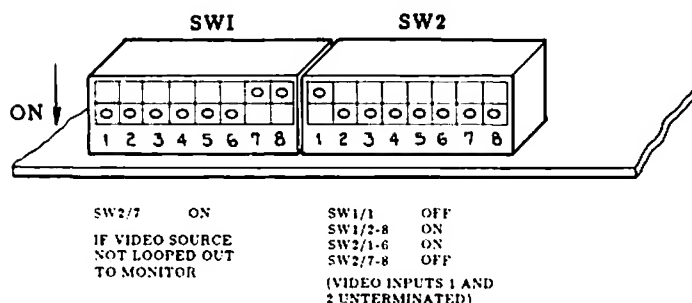 SW1 SW2
ON
1 2 3 4 5 6 7 8 1 2 3 4 5 6 7 8
SW2/7 ON
IF VIDEO SOURCE
NOT LOOPED OUT
TO MONITOR
SW1/1 OFF
SW1/2-8 ON
SW2/1-6 ON
SW2/7-8 OFF
(VIDEO INPUTS 1 AND
2 UNTERMINATED)